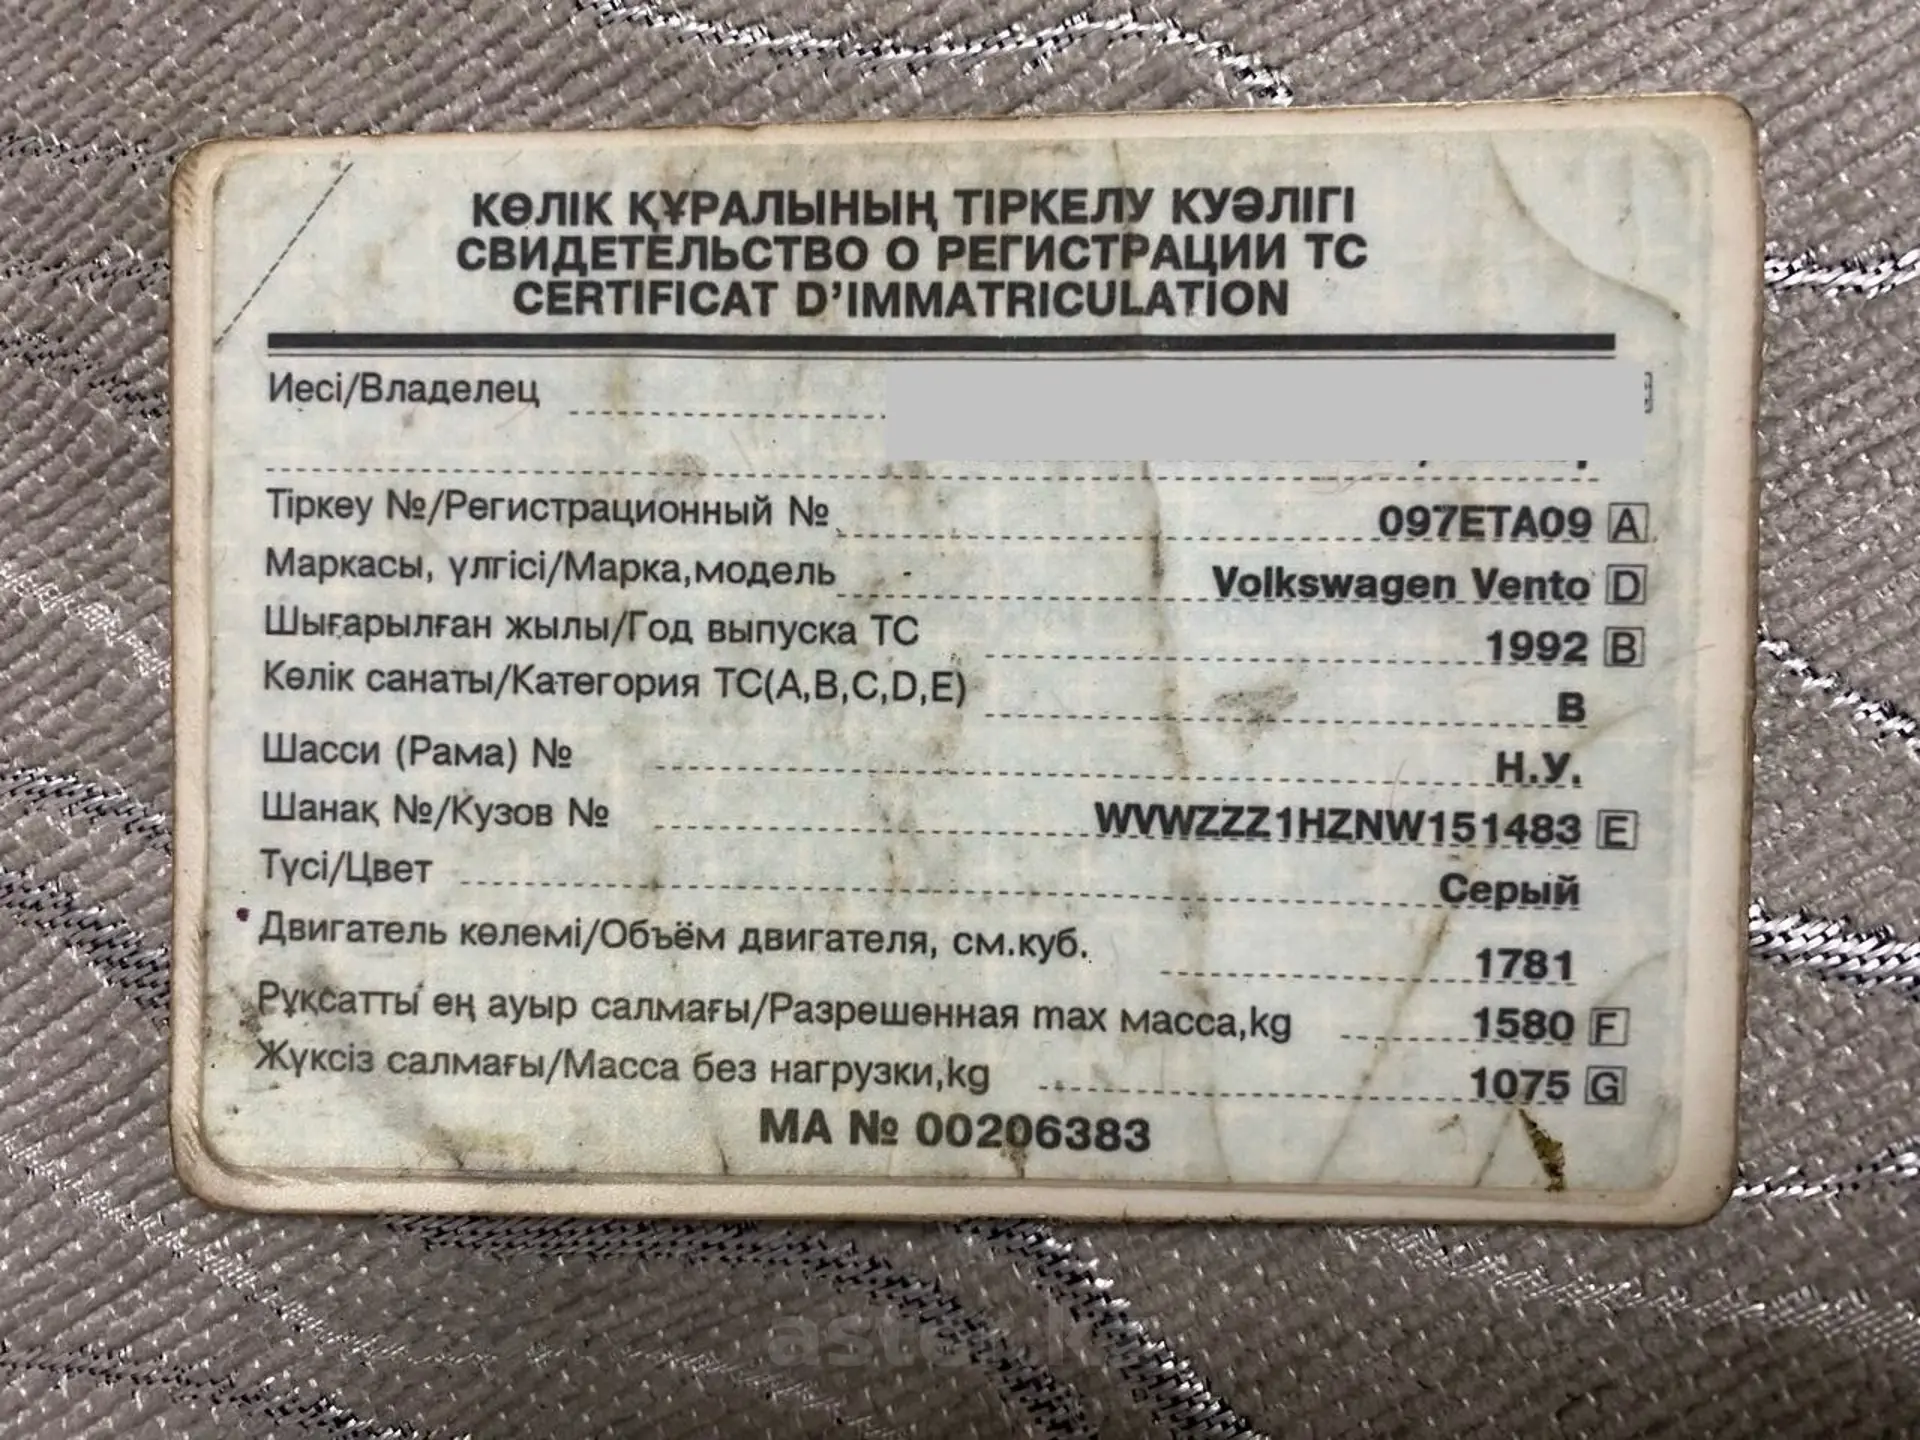 КӨЛІК ҚҰРАЛЫНЫҢ ТІРКЕЛУ КУӘЛІГІ
СВИДЕТЕЛЬСТВО О РЕГИСТРАЦИИ ТС
CERTIFICAT D'IMMATRICULATION
Иесі/Владелец
Тіркеу №/Регистрационный № 097ETA09 A
Маркасы, үлгісі/Марка,модель Volkswagen Vento D
Шығарылған жылы/Год выпуска ТС 1992 B
Көлік санаты/Категория ТС(A,B,C,D,E) B
Шасси (Рама) № Н.У.
Шанақ №/Кузов № WVWZZZ1HZNW151483 E
Түсі/Цвет Серый
Двигатель көлемі/Объём двигателя, см.куб. 1781
Рұқсатты ең ауыр салмағы/Разрешенная max масса,kg 1580 F
Жүксіз салмағы/Масса без нагрузки,kg 1075 G
МА № 00206383